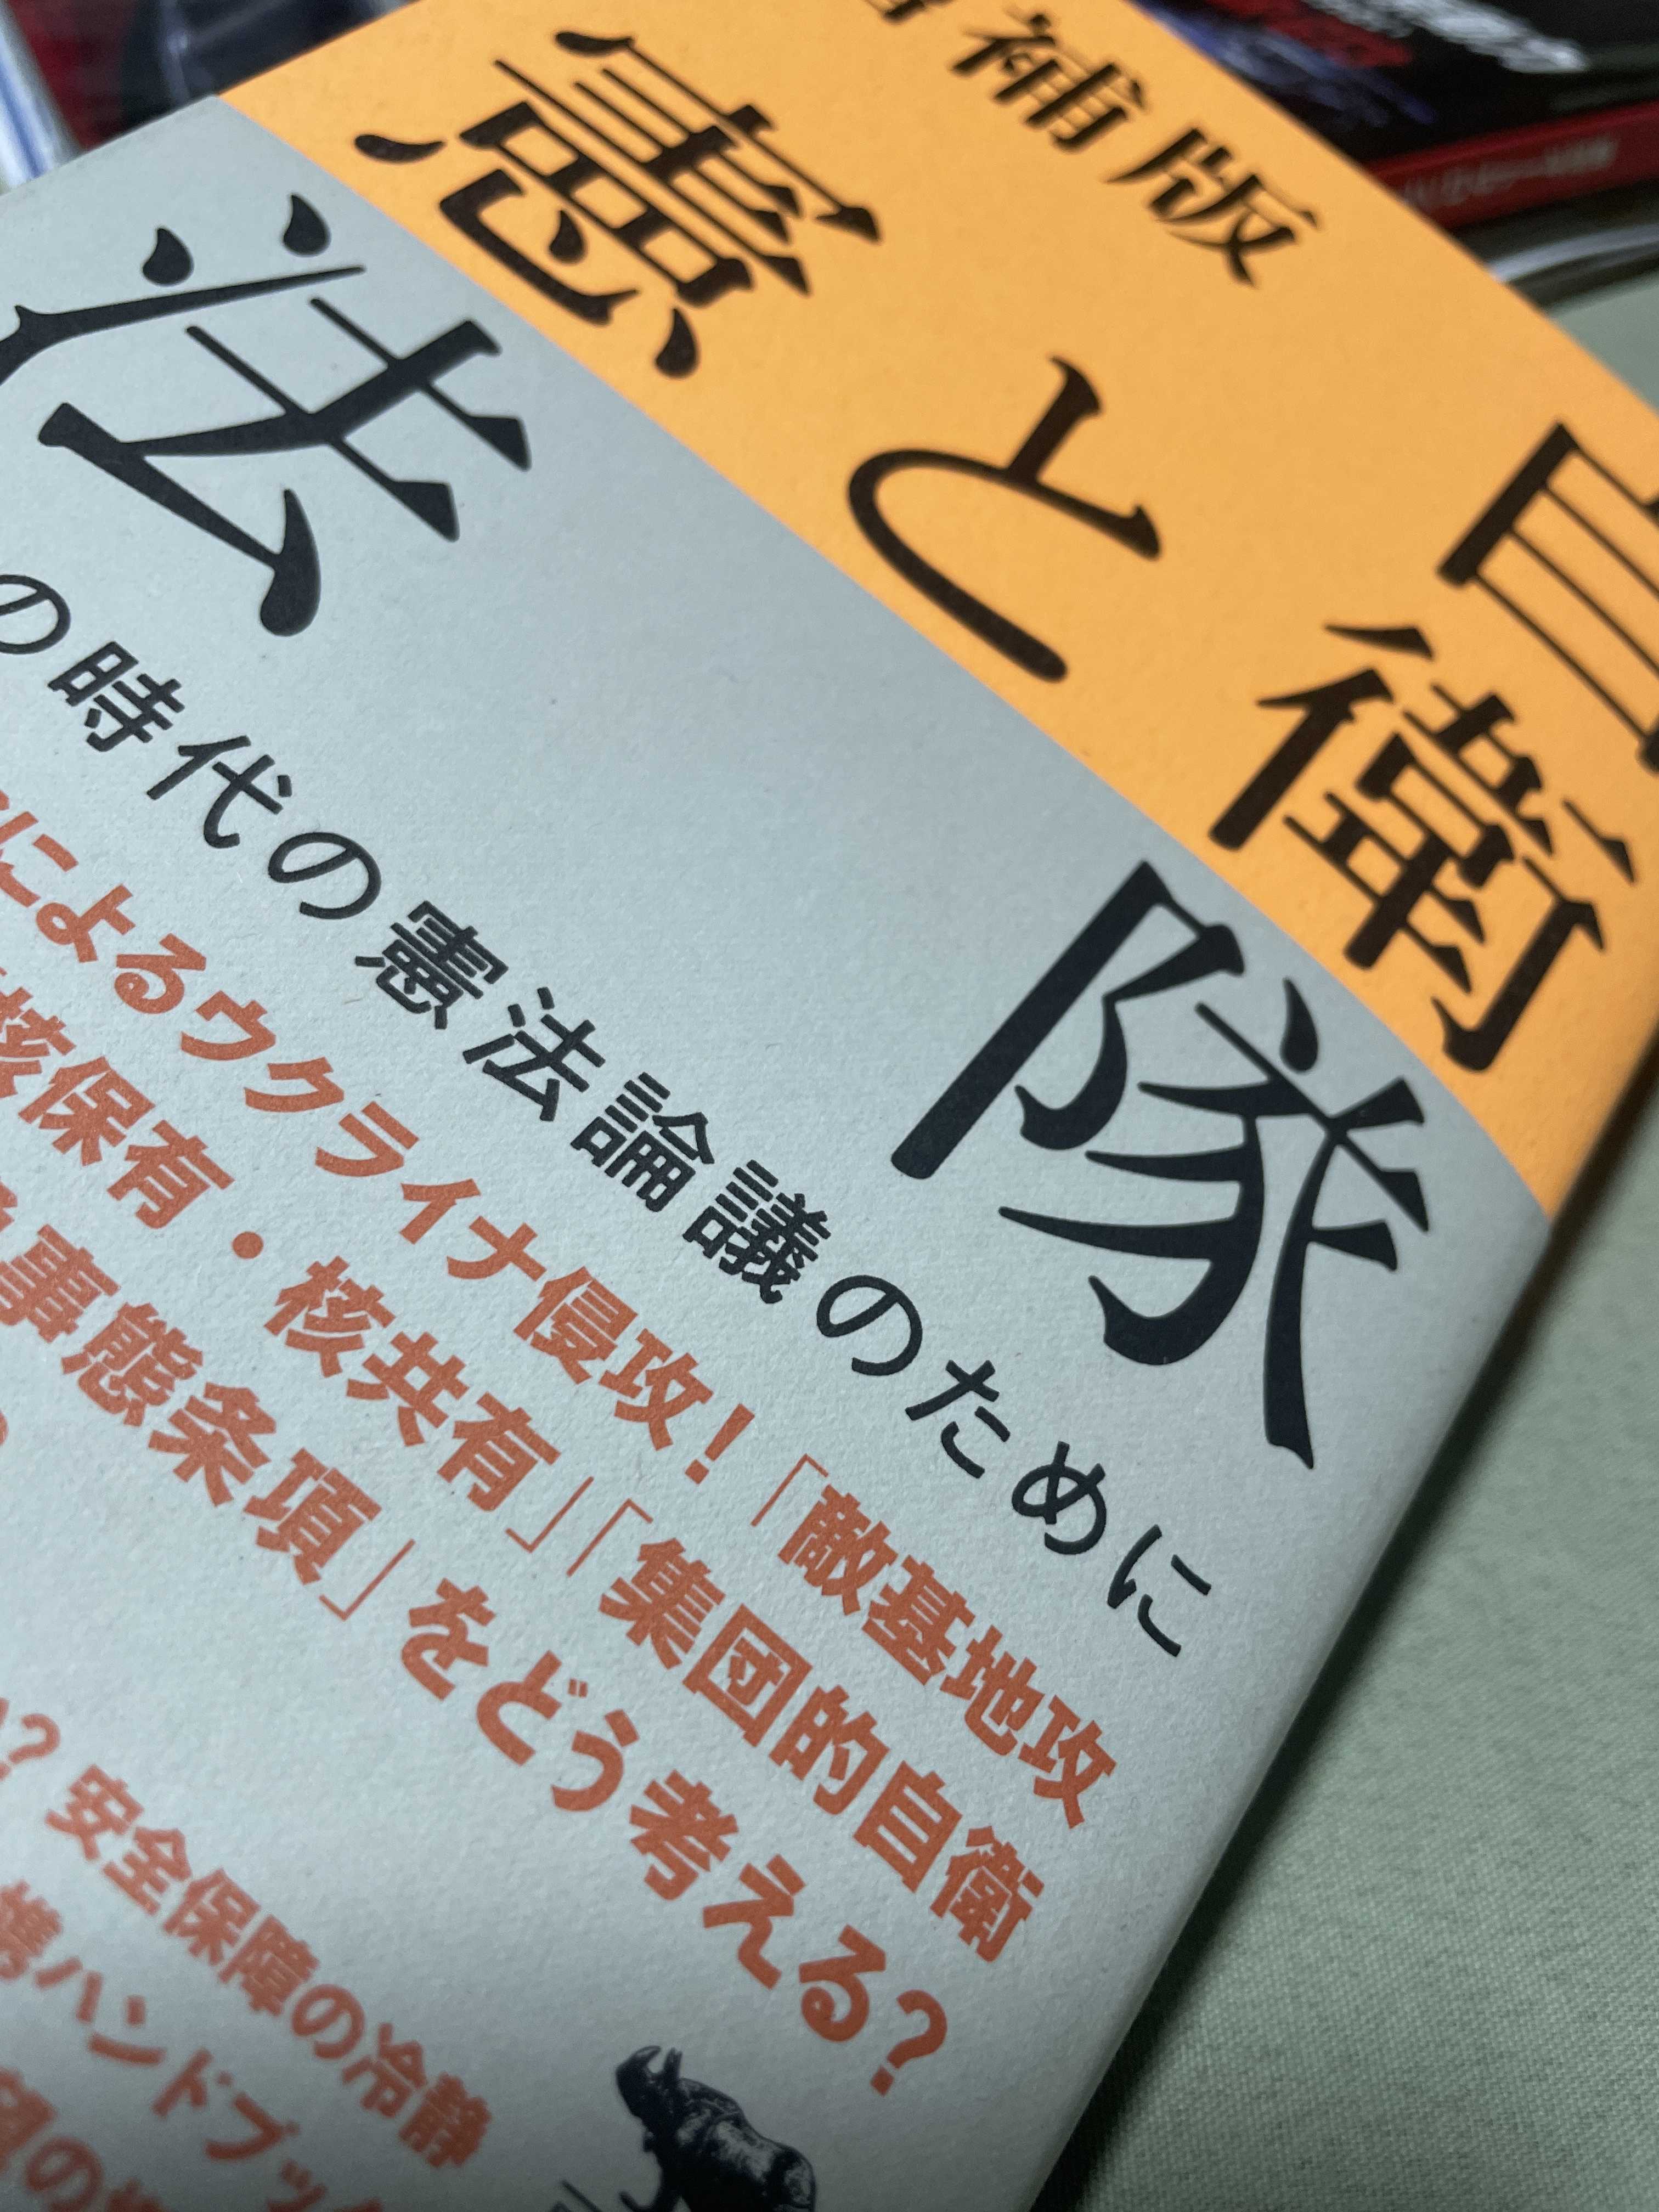 補版
自衛隊
と
憲法
の時代の憲法論議のために
によるウクライナ侵攻!「敵基地攻
核保有・核共有」「集団的自衛
事態条項」をどう考える?
? 安全保障の冷静
携ハンドブック